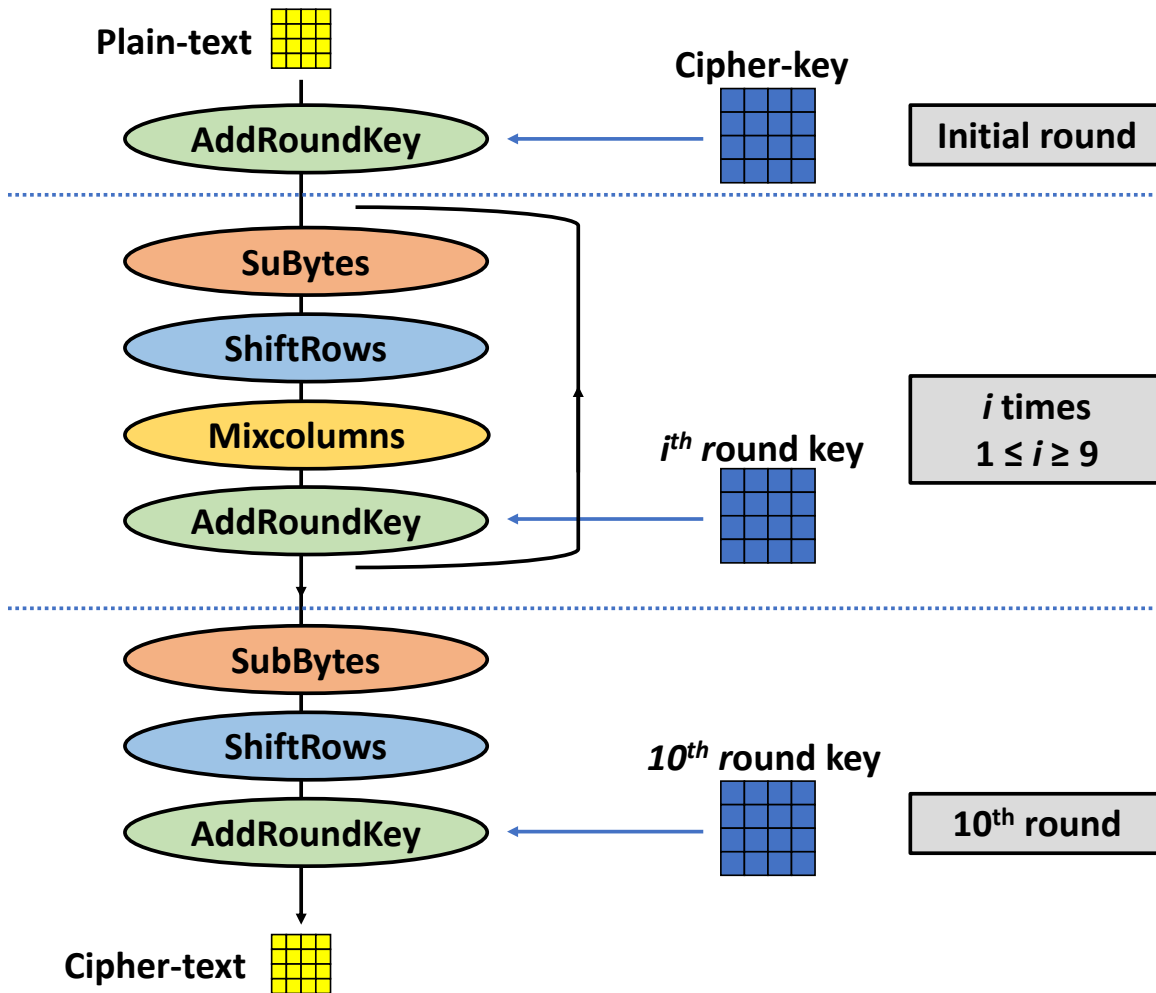 Plain-text
Cipher-key
AddRoundKey
Initial round
SuBytes
ShiftRows
Mixcolumns
i times
1 ≤ i ≥ 9
ith round key
AddRoundKey
SubBytes
ShiftRows
10th round key
AddRoundKey
10th round
Cipher-text